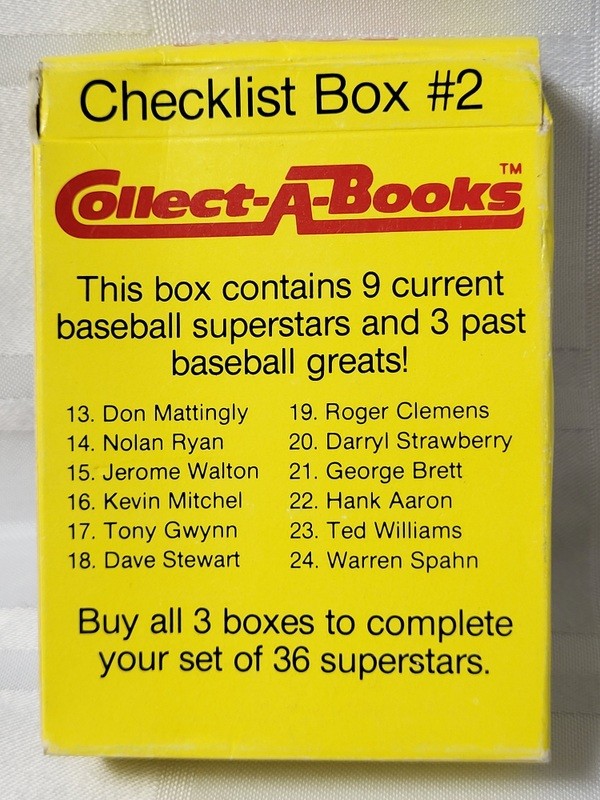 Checklist Box #2
Collect-A-Books™
This box contains 9 current
baseball superstars and 3 past
baseball greats!
13. Don Mattingly
14. Nolan Ryan
15. Jerome Walton
16. Kevin Mitchel
17. Tony Gwynn
18. Dave Stewart
19. Roger Clemens
20. Darryl Strawberry
21. George Brett
22. Hank Aaron
23. Ted Williams
24. Warren Spahn
Buy all 3 boxes to complete
your set of 36 superstars.